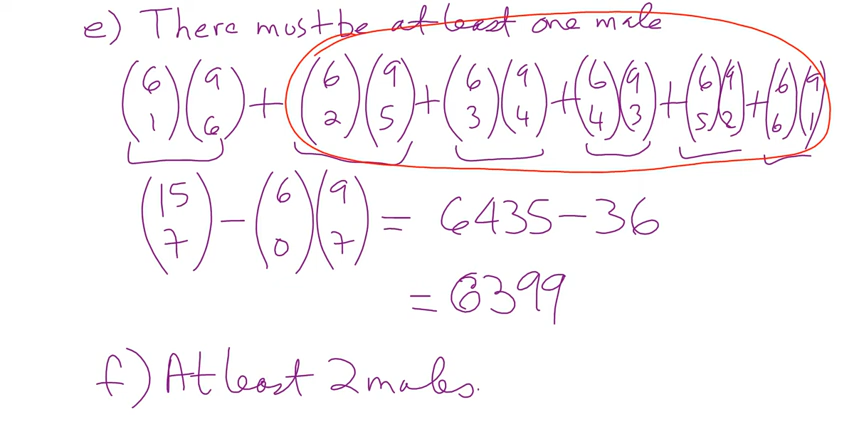 e) There must be at least one male
(6 1)(9 6) + (6 2)(9 5) + (6 3)(9 4) + (6 4)(9 3) + (6 5)(9 2) + (6 6)(9 1)
(15 7) − (6 0)(9 7) = 6435 − 36
= 6399
f) At least 2 males.